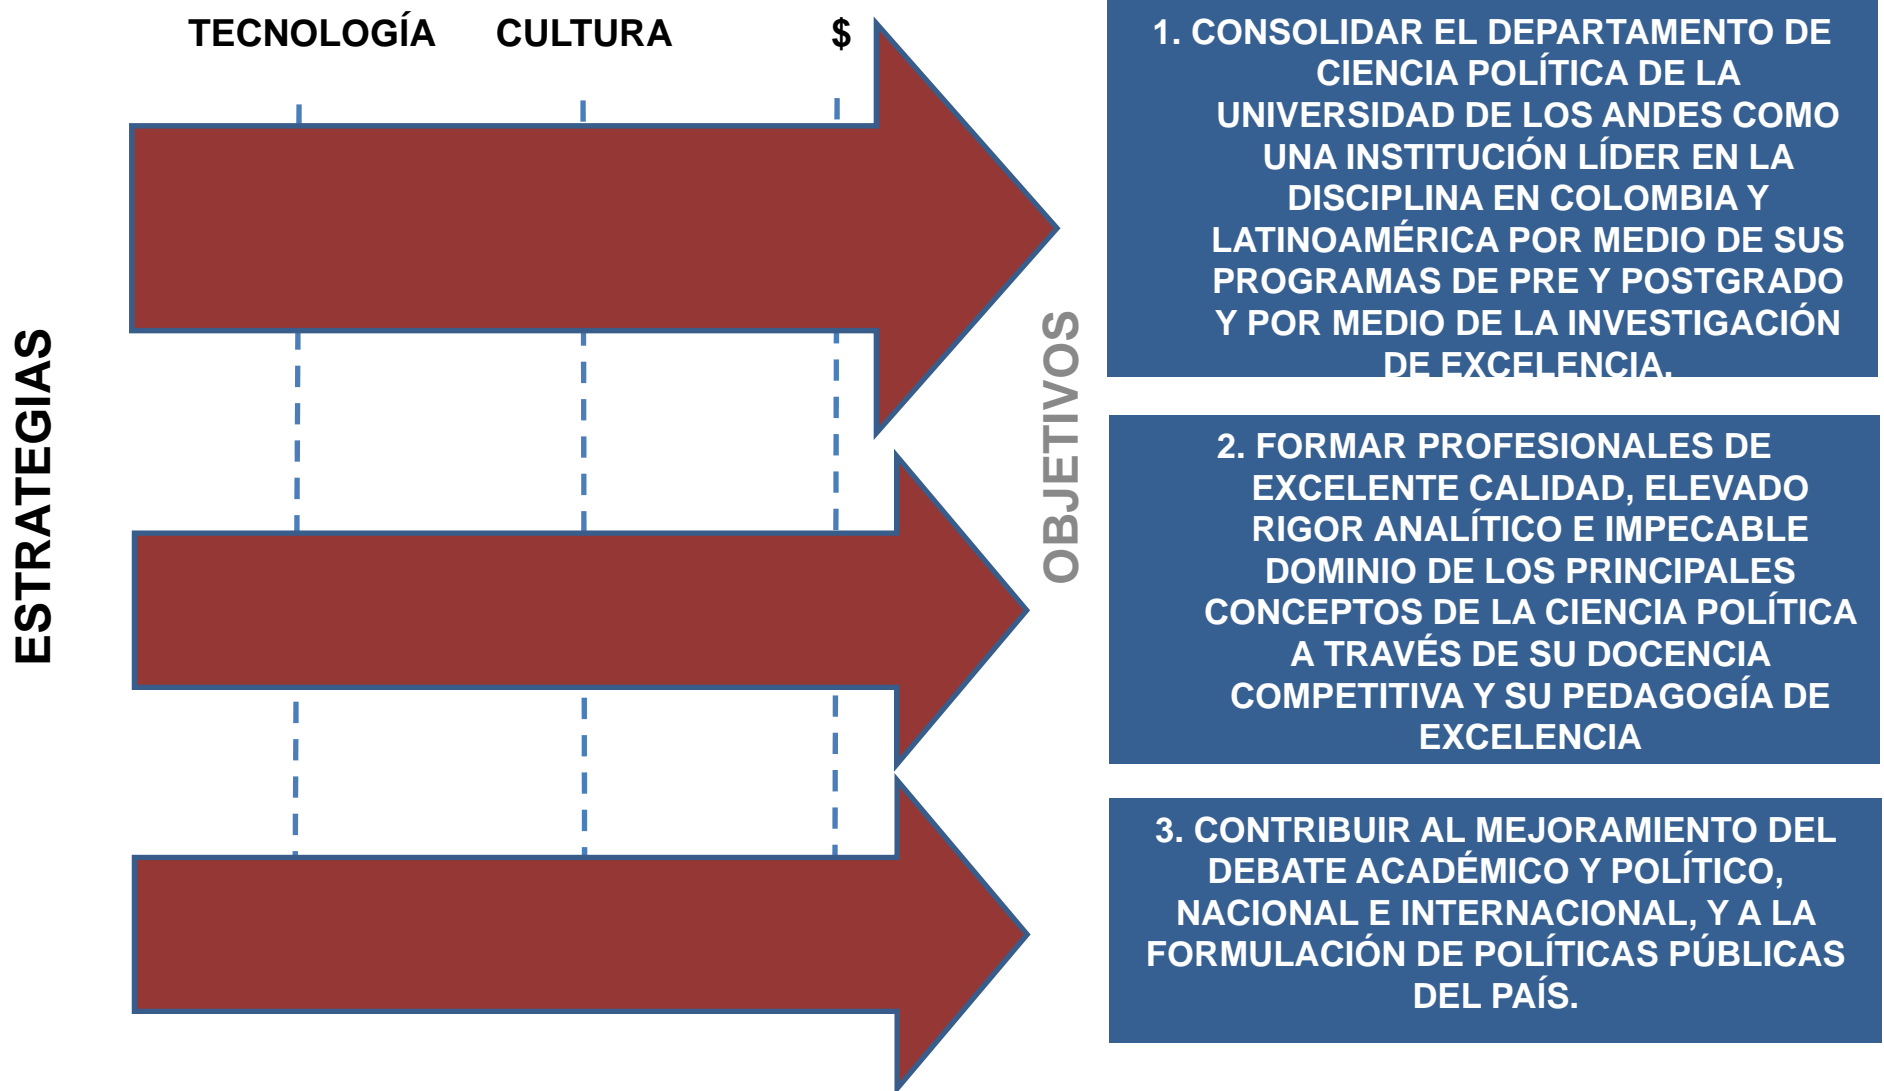 TECNOLOGÍA CULTURA $
ESTRATEGIAS
OBJETIVOS
1. CONSOLIDAR EL DEPARTAMENTO DE
CIENCIA POLÍTICA DE LA
UNIVERSIDAD DE LOS ANDES COMO
UNA INSTITUCIÓN LÍDER EN LA
DISCIPLINA EN COLOMBIA Y
LATINOAMÉRICA POR MEDIO DE SUS
PROGRAMAS DE PRE Y POSTGRADO
Y POR MEDIO DE LA INVESTIGACIÓN
DE EXCELENCIA.
2. FORMAR PROFESIONALES DE
EXCELENTE CALIDAD, ELEVADO
RIGOR ANALÍTICO E IMPECABLE
DOMINIO DE LOS PRINCIPALES
CONCEPTOS DE LA CIENCIA POLÍTICA
A TRAVÉS DE SU DOCENCIA
COMPETITIVA Y SU PEDAGOGÍA DE
EXCELENCIA
3. CONTRIBUIR AL MEJORAMIENTO DEL
DEBATE ACADÉMICO Y POLÍTICO,
NACIONAL E INTERNACIONAL, Y A LA
FORMULACIÓN DE POLÍTICAS PÚBLICAS
DEL PAÍS.